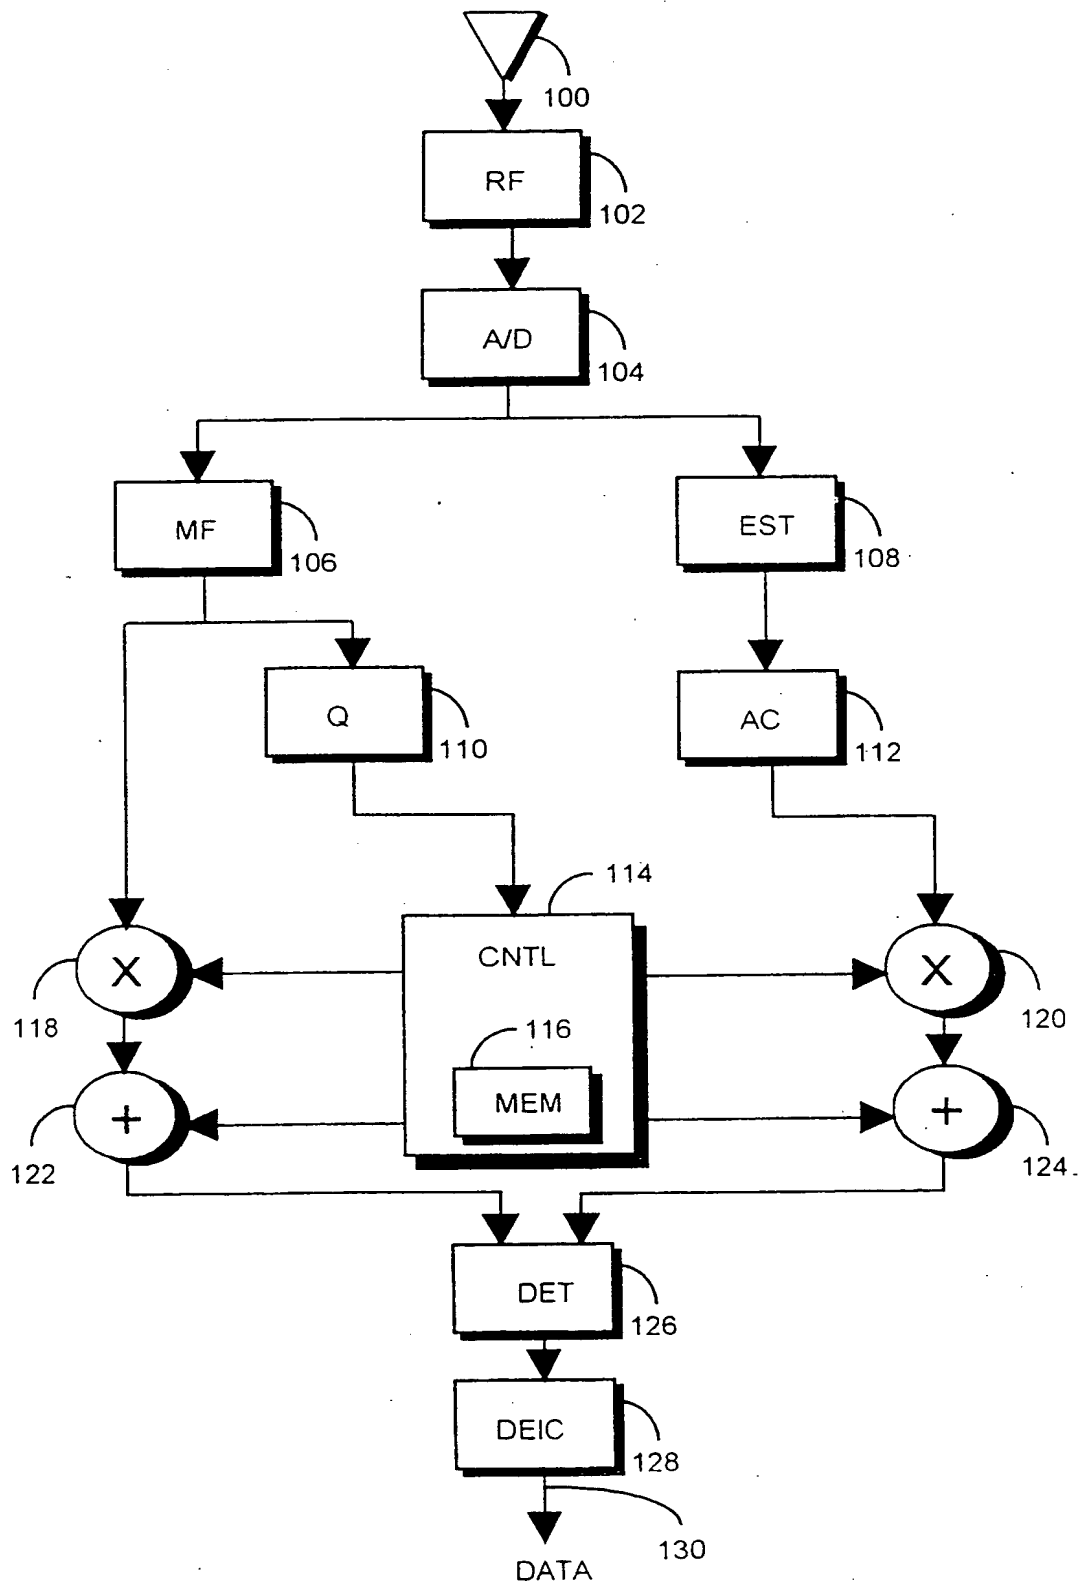 100
RF
102
A/D
104
MF
106
EST
108
Q
110
AC
112
114
CNTL
X
118
X
120
116
MEM
+
122
+
124
DET
126
DEIC
128
130
DATA